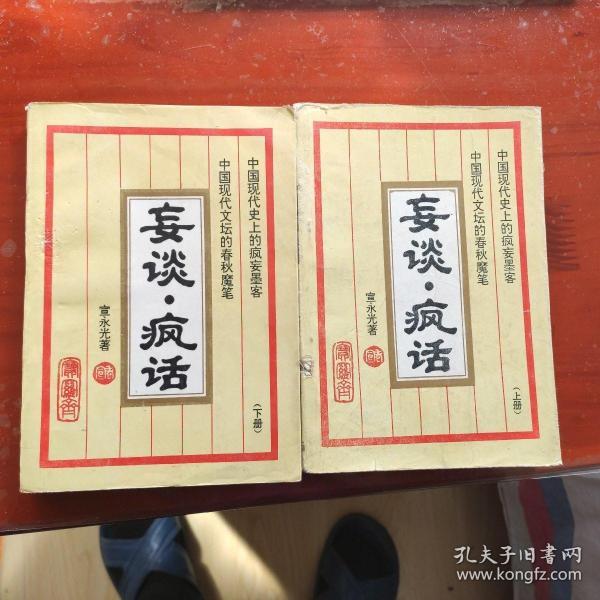 中国现代史上的疯妄墨客
中国现代文坛的春秋魔笔
妄谈·疯话
宣永光著
（下册）
中国现代史上的疯妄墨客
中国现代文坛的春秋魔笔
妄谈·疯话
宣永光著
（上册）
孔夫子旧书网
www.kongfz.com